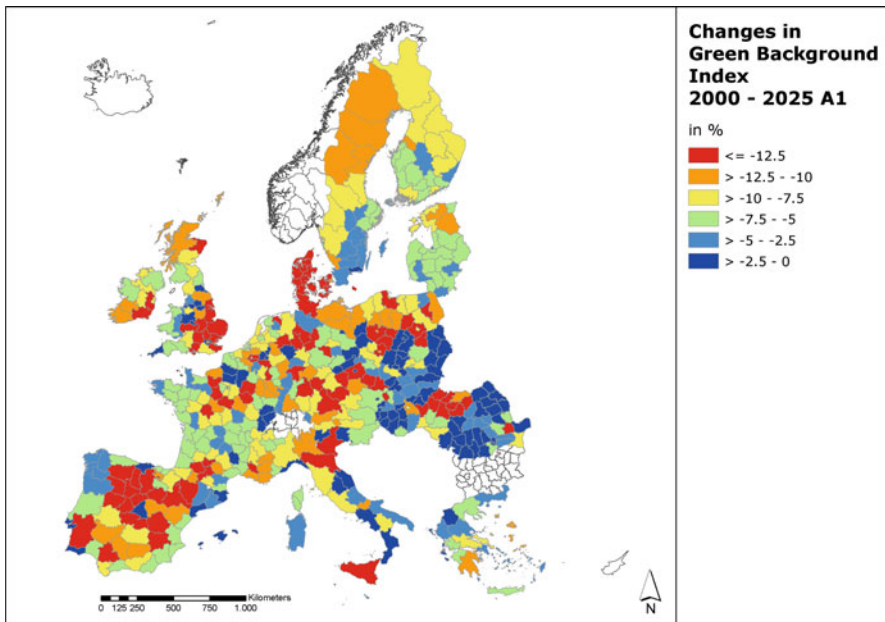 Changes in
Green Background
Index
2000 - 2025 A1
in %
<= -12.5
> -12.5 - -10
> -10 - -7.5
> -7.5 - -5
> -5 - -2.5
> -2.5 - 0
0 125 250 500 750 1.000 Kilometers
N